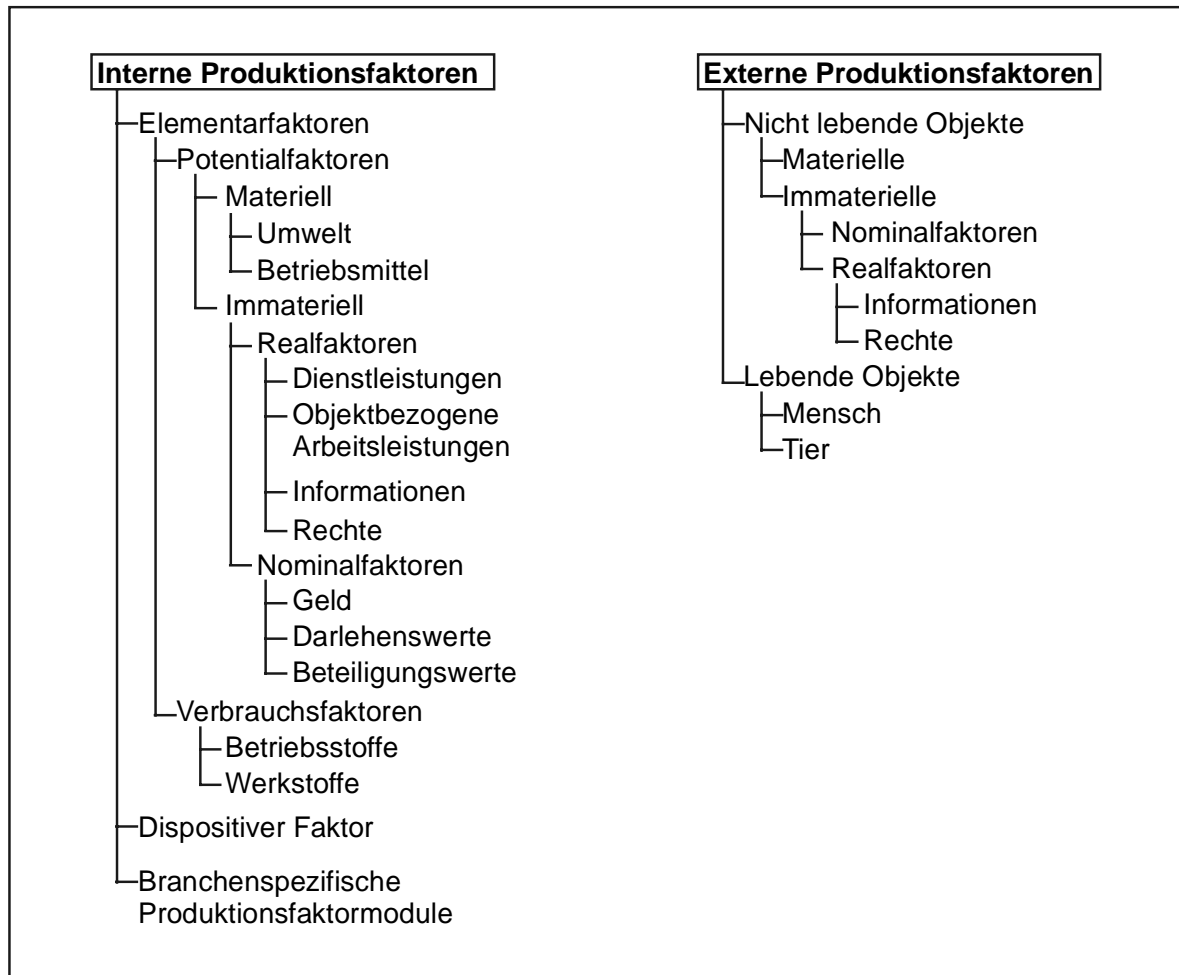 Interne Produktionsfaktoren
Elementarfaktoren
Potentialfaktoren
Materiell
Umwelt
Betriebsmittel
Immateriell
Realfaktoren
Dienstleistungen
Objektbezogene
Arbeitsleistungen
Informationen
Rechte
Nominalfaktoren
Geld
Darlehenswerte
Beteiligungswerte
Verbrauchsfaktoren
Betriebsstoffe
Werkstoffe
Dispositiver Faktor
Branchenspezifische
Produktionsfaktormodule
Externe Produktionsfaktoren
Nicht lebende Objekte
Materielle
Immaterielle
Nominalfaktoren
Realfaktoren
Informationen
Rechte
Lebende Objekte
Mensch
Tier